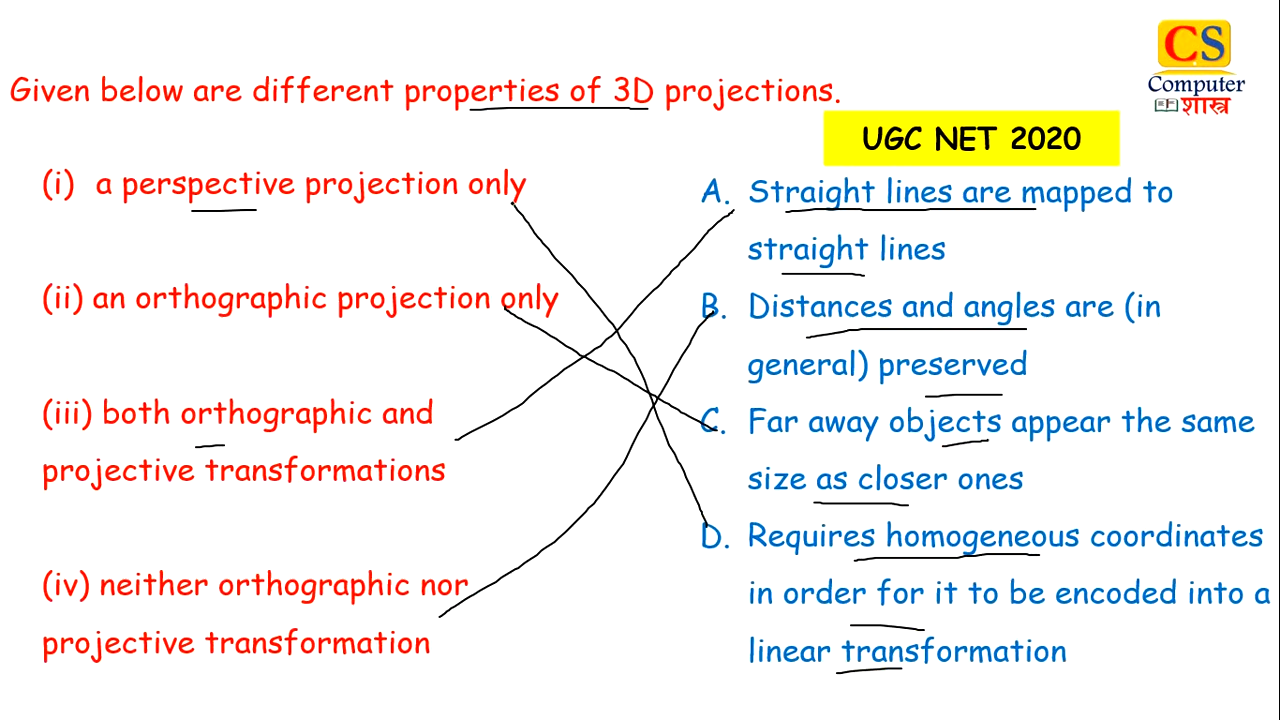 CS
Computer
शास्त्र
Given below are different properties of 3D projections.
UGC NET 2020
(i) a perspective projection only
(ii) an orthographic projection only
(iii) both orthographic and
projective transformations
(iv) neither orthographic nor
projective transformation
A. Straight lines are mapped to
straight lines
B. Distances and angles are (in
general) preserved
C. Far away objects appear the same
size as closer ones
D. Requires homogeneous coordinates
in order for it to be encoded into a
linear transformation